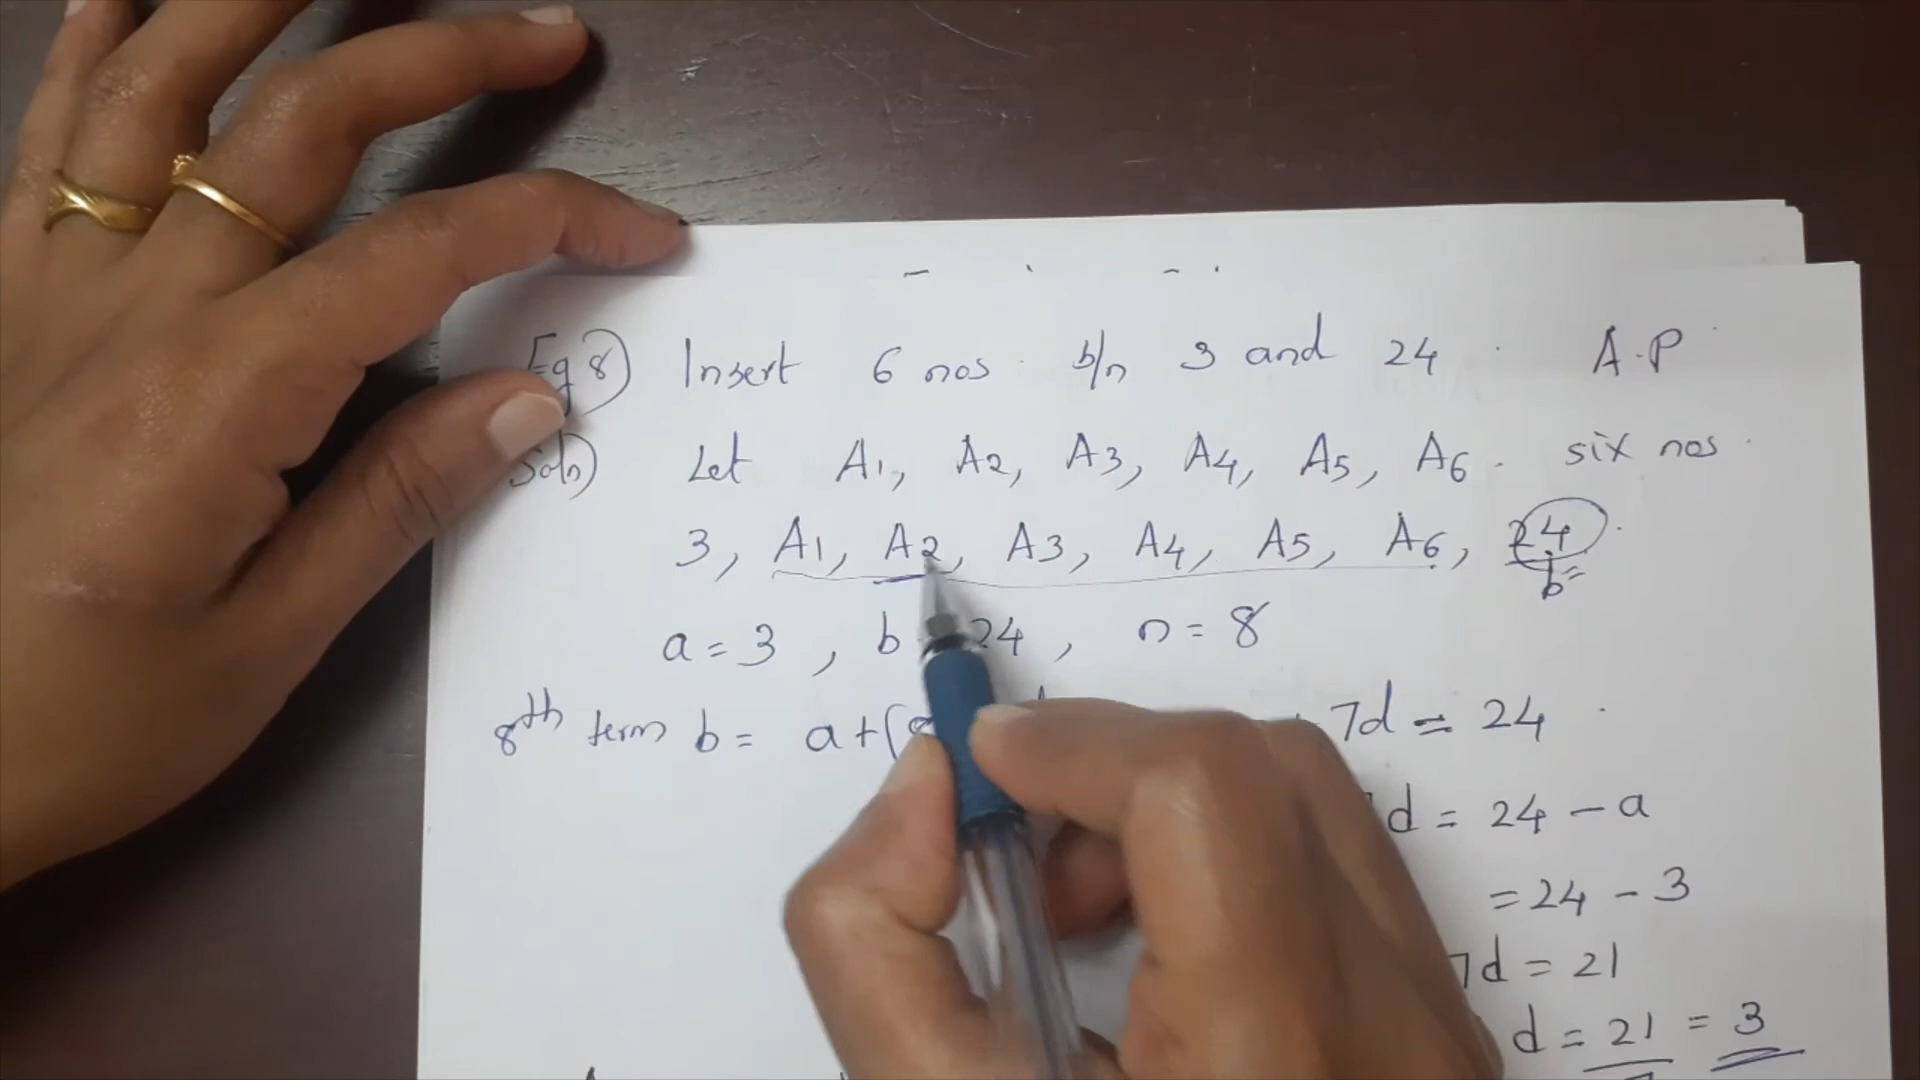 Eg 8) Insert 6 nos. b/n 3 and 24. A.P
Soln) Let A1, A2, A3, A4, A5, A6. six nos.
3, A1, A2, A3, A4, A5, A6, 24.
b=
a = 3, b 24, n = 8
8th term b = a+( 7d = 24.
d = 24 - a
= 24 - 3
7d = 21
d = 21 = 3